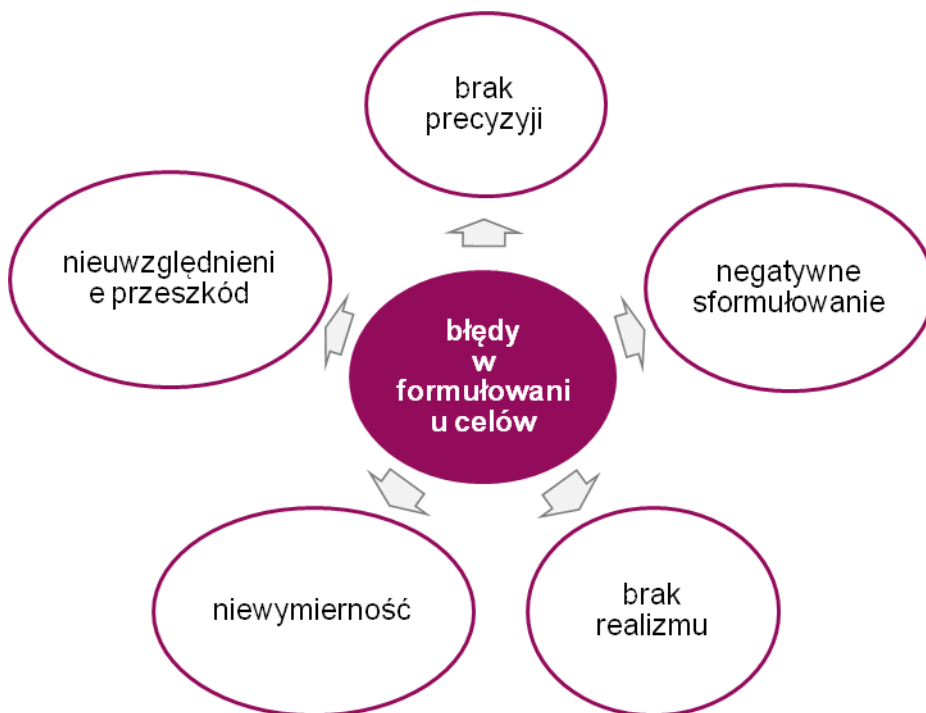 brak
precyzyji
nieuwzględnieni
e przeszkód
negatywne
sformułowanie
błędy
w
formułowani
u celów
niewymierność
brak
realizmu